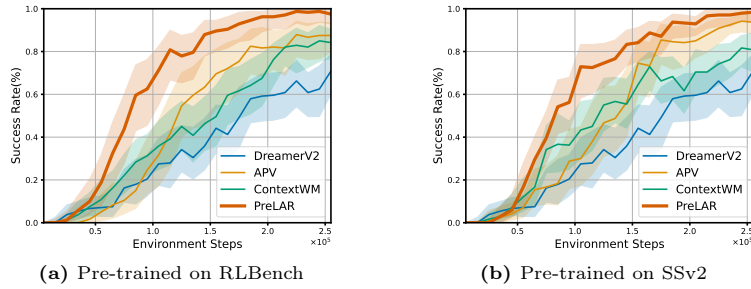 1.0
0.8
0.6
0.4
0.2
0.0
Success Rate(%)
0.5 1.0 1.5 2.0 2.5
×10⁵
Environment Steps
DreamerV2
APV
ContextWM
PreLAR
(a) Pre-trained on RLBench
1.0
0.8
0.6
0.4
0.2
0.0
Success Rate(%)
0.5 1.0 1.5 2.0 2.5
×10⁵
Environment Steps
DreamerV2
APV
ContextWM
PreLAR
(b) Pre-trained on SSv2